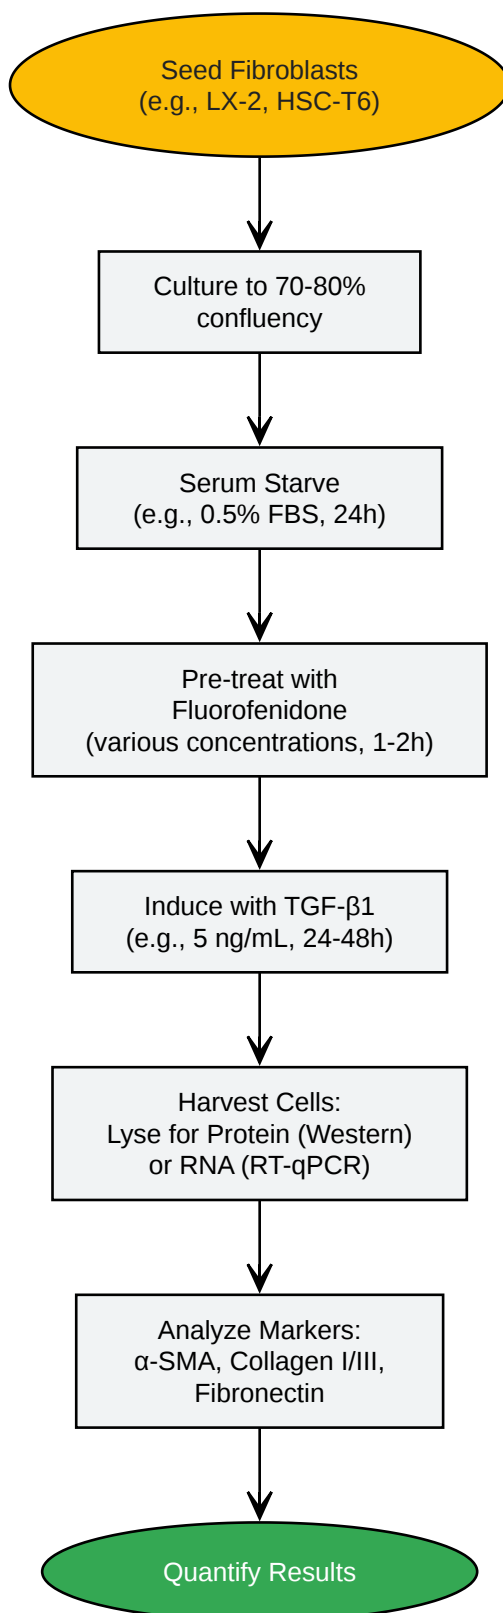 Seed Fibroblasts
(e.g., LX-2, HSC-T6)
Culture to 70-80%
confluency
Serum Starve
(e.g., 0.5% FBS, 24h)
Pre-treat with
Fluorofenidone
(various concentrations, 1-2h)
Induce with TGF-β1
(e.g., 5 ng/mL, 24-48h)
Harvest Cells:
Lyse for Protein (Western)
or RNA (RT-qPCR)
Analyze Markers:
α-SMA, Collagen I/III,
Fibronectin
Quantify Results